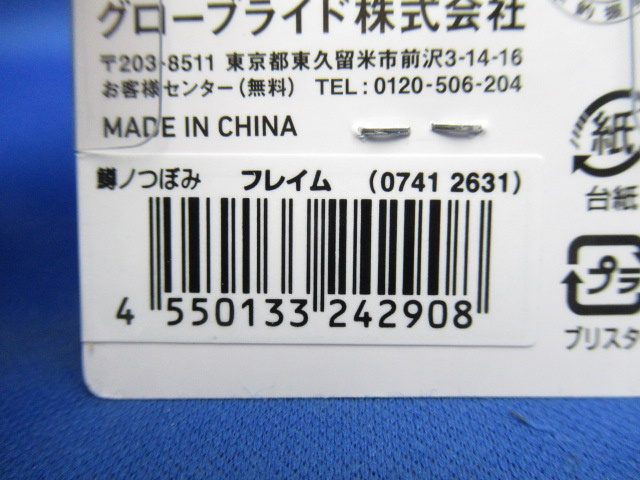 グローブライド株式会社
〒203-8511 東京都東久留米市前沢3-14-16
お客様センター(無料) TEL: 0120-506-204
MADE IN CHINA
鱒ノつぼみ フレイム (0741 2631)
4 550133 242908
紙
台紙
プラ
ブリスタ